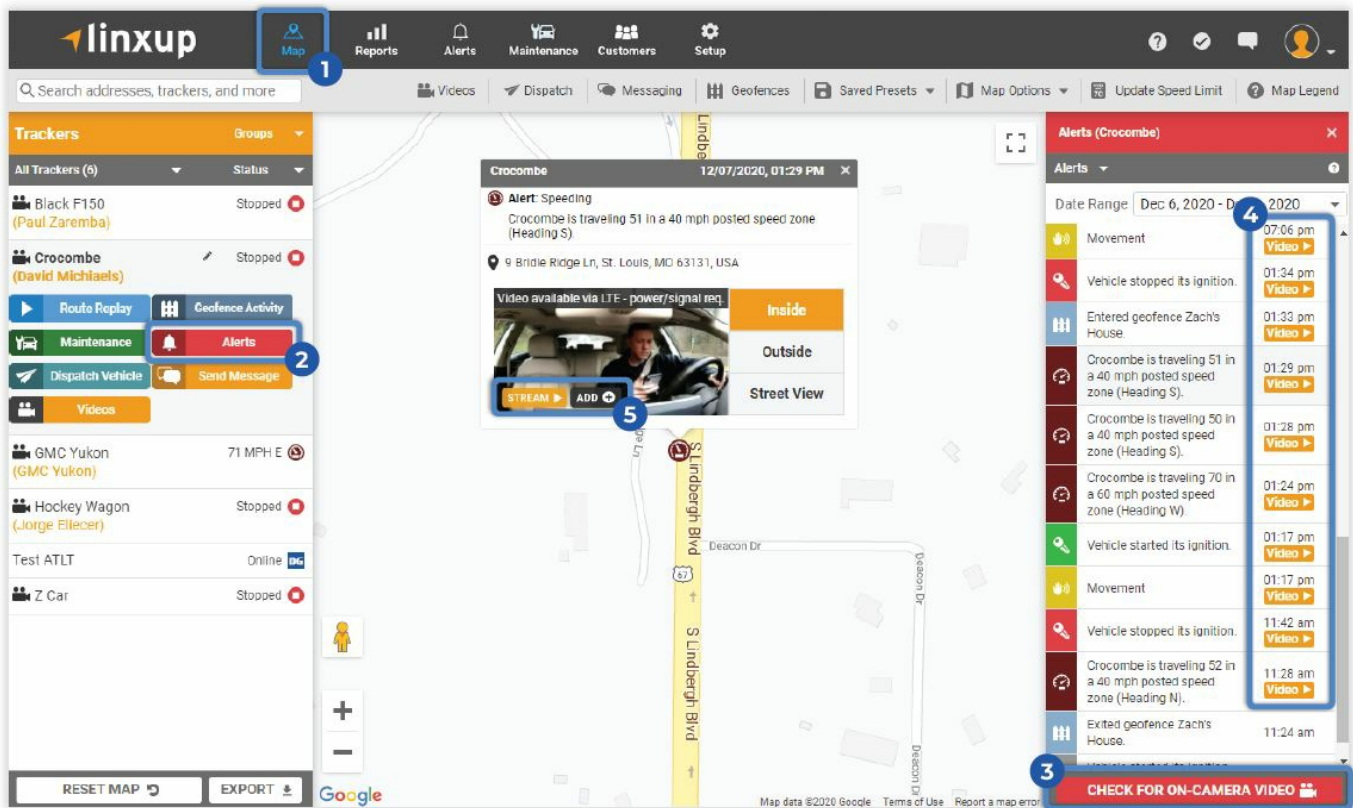 linxup
Map
Reports
Alerts
Maintenance
Customers
Setup
1
Search addresses, trackers, and more
Videos
Dispatch
Messaging
Geofences
Saved Presets
Map Options
Update Speed Limit
Map Legend
Trackers
Groups
All Trackers (6)
Status
Black F150
Stopped
(Paul Zaremba)
Crocombe
Stopped
(David Michiaels)
Route Replay
Geofence Activity
Maintenance
Alerts
2
Dispatch Vehicle
Send Message
Videos
GMC Yukon
71 MPH E
(GMC Yukon)
Hockey Wagon
Stopped
(Jorge Eliecer)
Test ATLT
Online
Z Car
Stopped
RESET MAP
EXPORT
Crocombe
12/07/2020, 01:29 PM
Alert: Speeding
Crocombe is traveling 51 in a 40 mph posted speed zone
(Heading S).
9 Bridle Ridge Ln, St. Louis, MO 63131, USA
Video available via LTE - power/signal req.
Inside
Outside
Street View
STREAM
ADD
5
S Lindbergh Blvd
Deacon Dr
67
Deacon Dr
S Lindbergh Blvd
Google
Map data ©2020 Google
Terms of Use
Report a map error
Alerts (Crocombe)
Alerts
Date Range
Dec 6, 2020 -
2020
4
Movement
07:06 pm
Video
Vehicle stopped its ignition.
01:34 pm
Video
Entered geofence Zach's
House.
01:33 pm
Video
Crocombe is traveling 51 in
a 40 mph posted speed
zone (Heading S).
01:29 pm
Video
Crocombe is traveling 50 in
a 40 mph posted speed
zone (Heading S).
01:28 pm
Video
Crocombe is traveling 70 in
a 60 mph posted speed
zone (Heading W).
01:24 pm
Video
Vehicle started its ignition.
01:17 pm
Video
Movement
01:17 pm
Video
Vehicle stopped its ignition.
11:42 am
Video
Crocombe is traveling 52 in
a 40 mph posted speed
zone (Heading N).
11:28 am
Video
Exited geofence Zach's
House.
11:24 am
3
CHECK FOR ON-CAMERA VIDEO